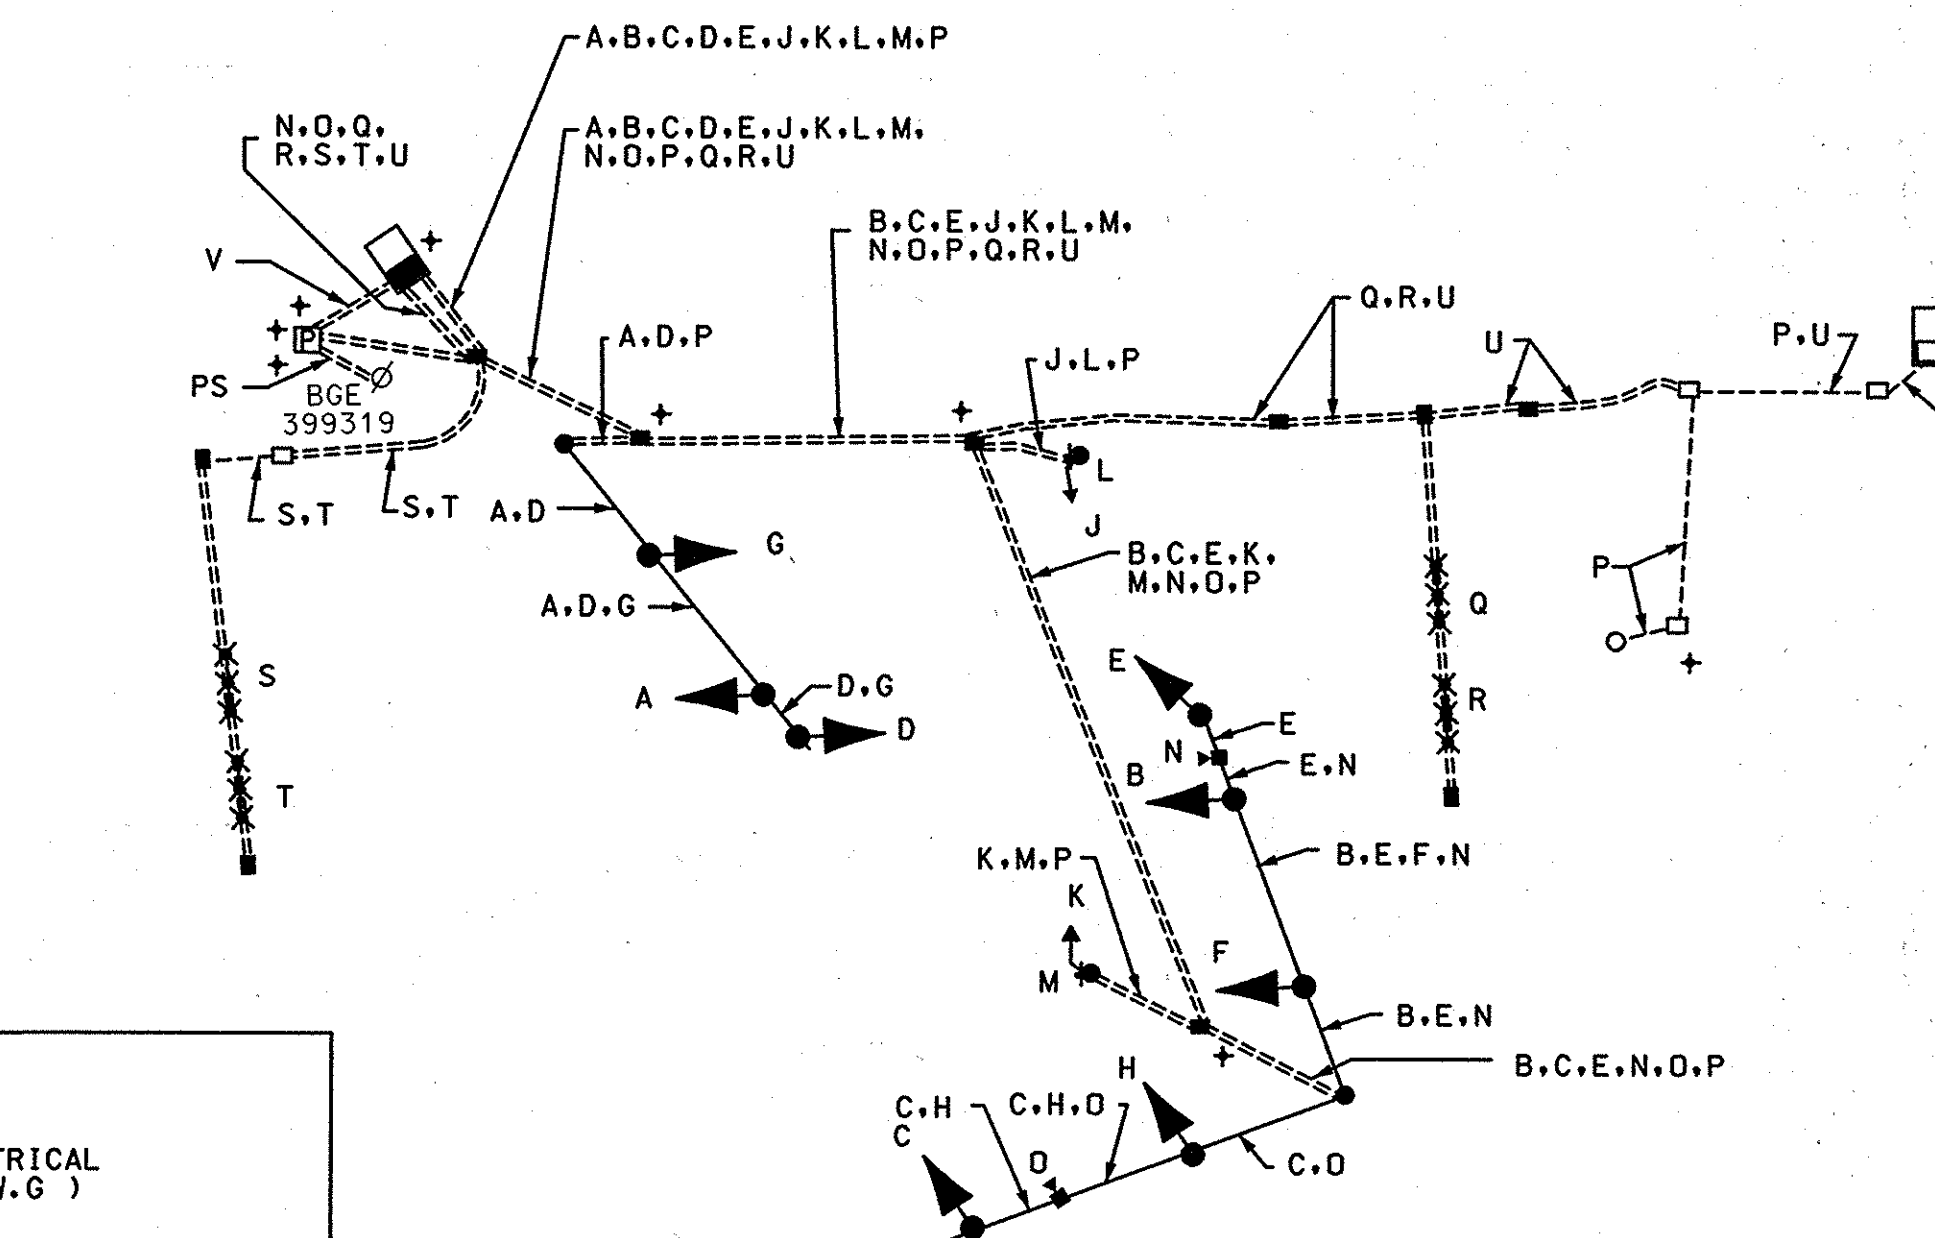 A,B,C,D,E,J,K,L,M,P
N,O,Q,
R,S,T,U
A,B,C,D,E,J,K,L,M,
N,O,P,Q,R,U
B,C,E,J,K,L,M,
N,O,P,Q,R,U
V
Q,R,U
P
A,D,P
U
P,U
J,L,P
PS
BGE
399319
L
S,T
S,T
A,D
J
G
B,C,E,K,
M,N,O,P
P
A,D,G
Q
E
S
A
D,G
R
D
E
N
E,N
B
T
B,E,F,N
K,M,P
K
F
M
B,E,N
H
B,C,E,N,O,P
C,H
C,H,O
C
O
C,O
TRICAL
W.G )